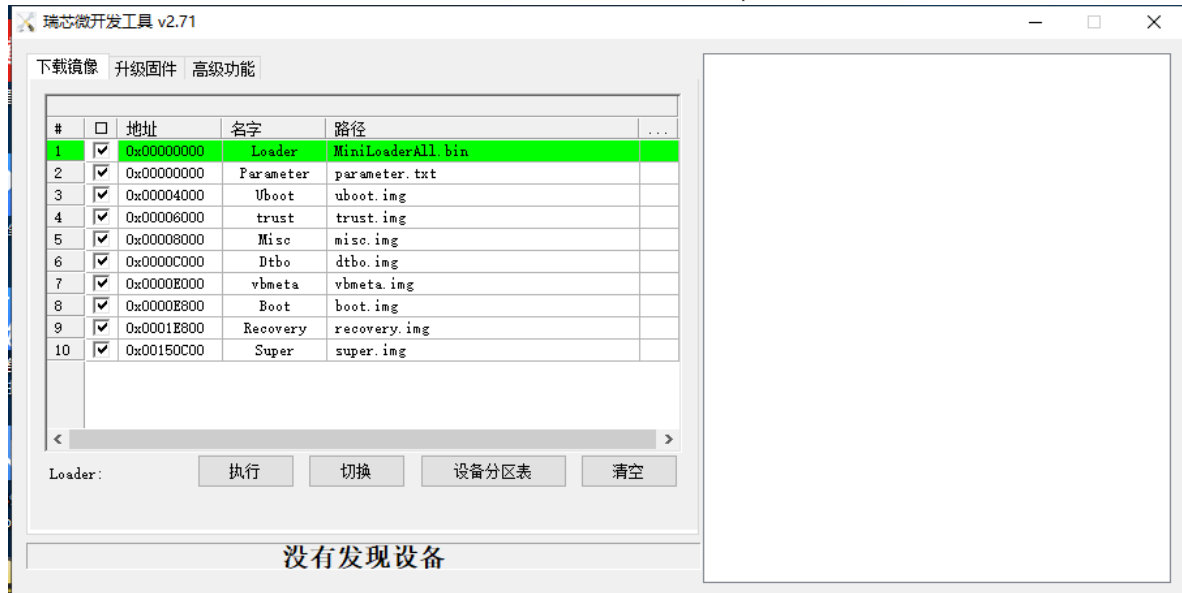 瑞芯微开发工具 v2.71
下载镜像 升级固件 高级功能
# 地址 名字 路径 ...
1 0x00000000 Loader MiniLoaderAll.bin
2 0x00000000 Parameter parameter.txt
3 0x00004000 Uboot uboot.img
4 0x00006000 trust trust.img
5 0x00008000 Misc misc.img
6 0x0000C000 Dtbo dtbo.img
7 0x0000E000 vbmeta vbmeta.img
8 0x0000E800 Boot boot.img
9 0x0001E800 Recovery recovery.img
10 0x00150C00 Super super.img
Loader: 执行 切换 设备分区表 清空
没有发现设备